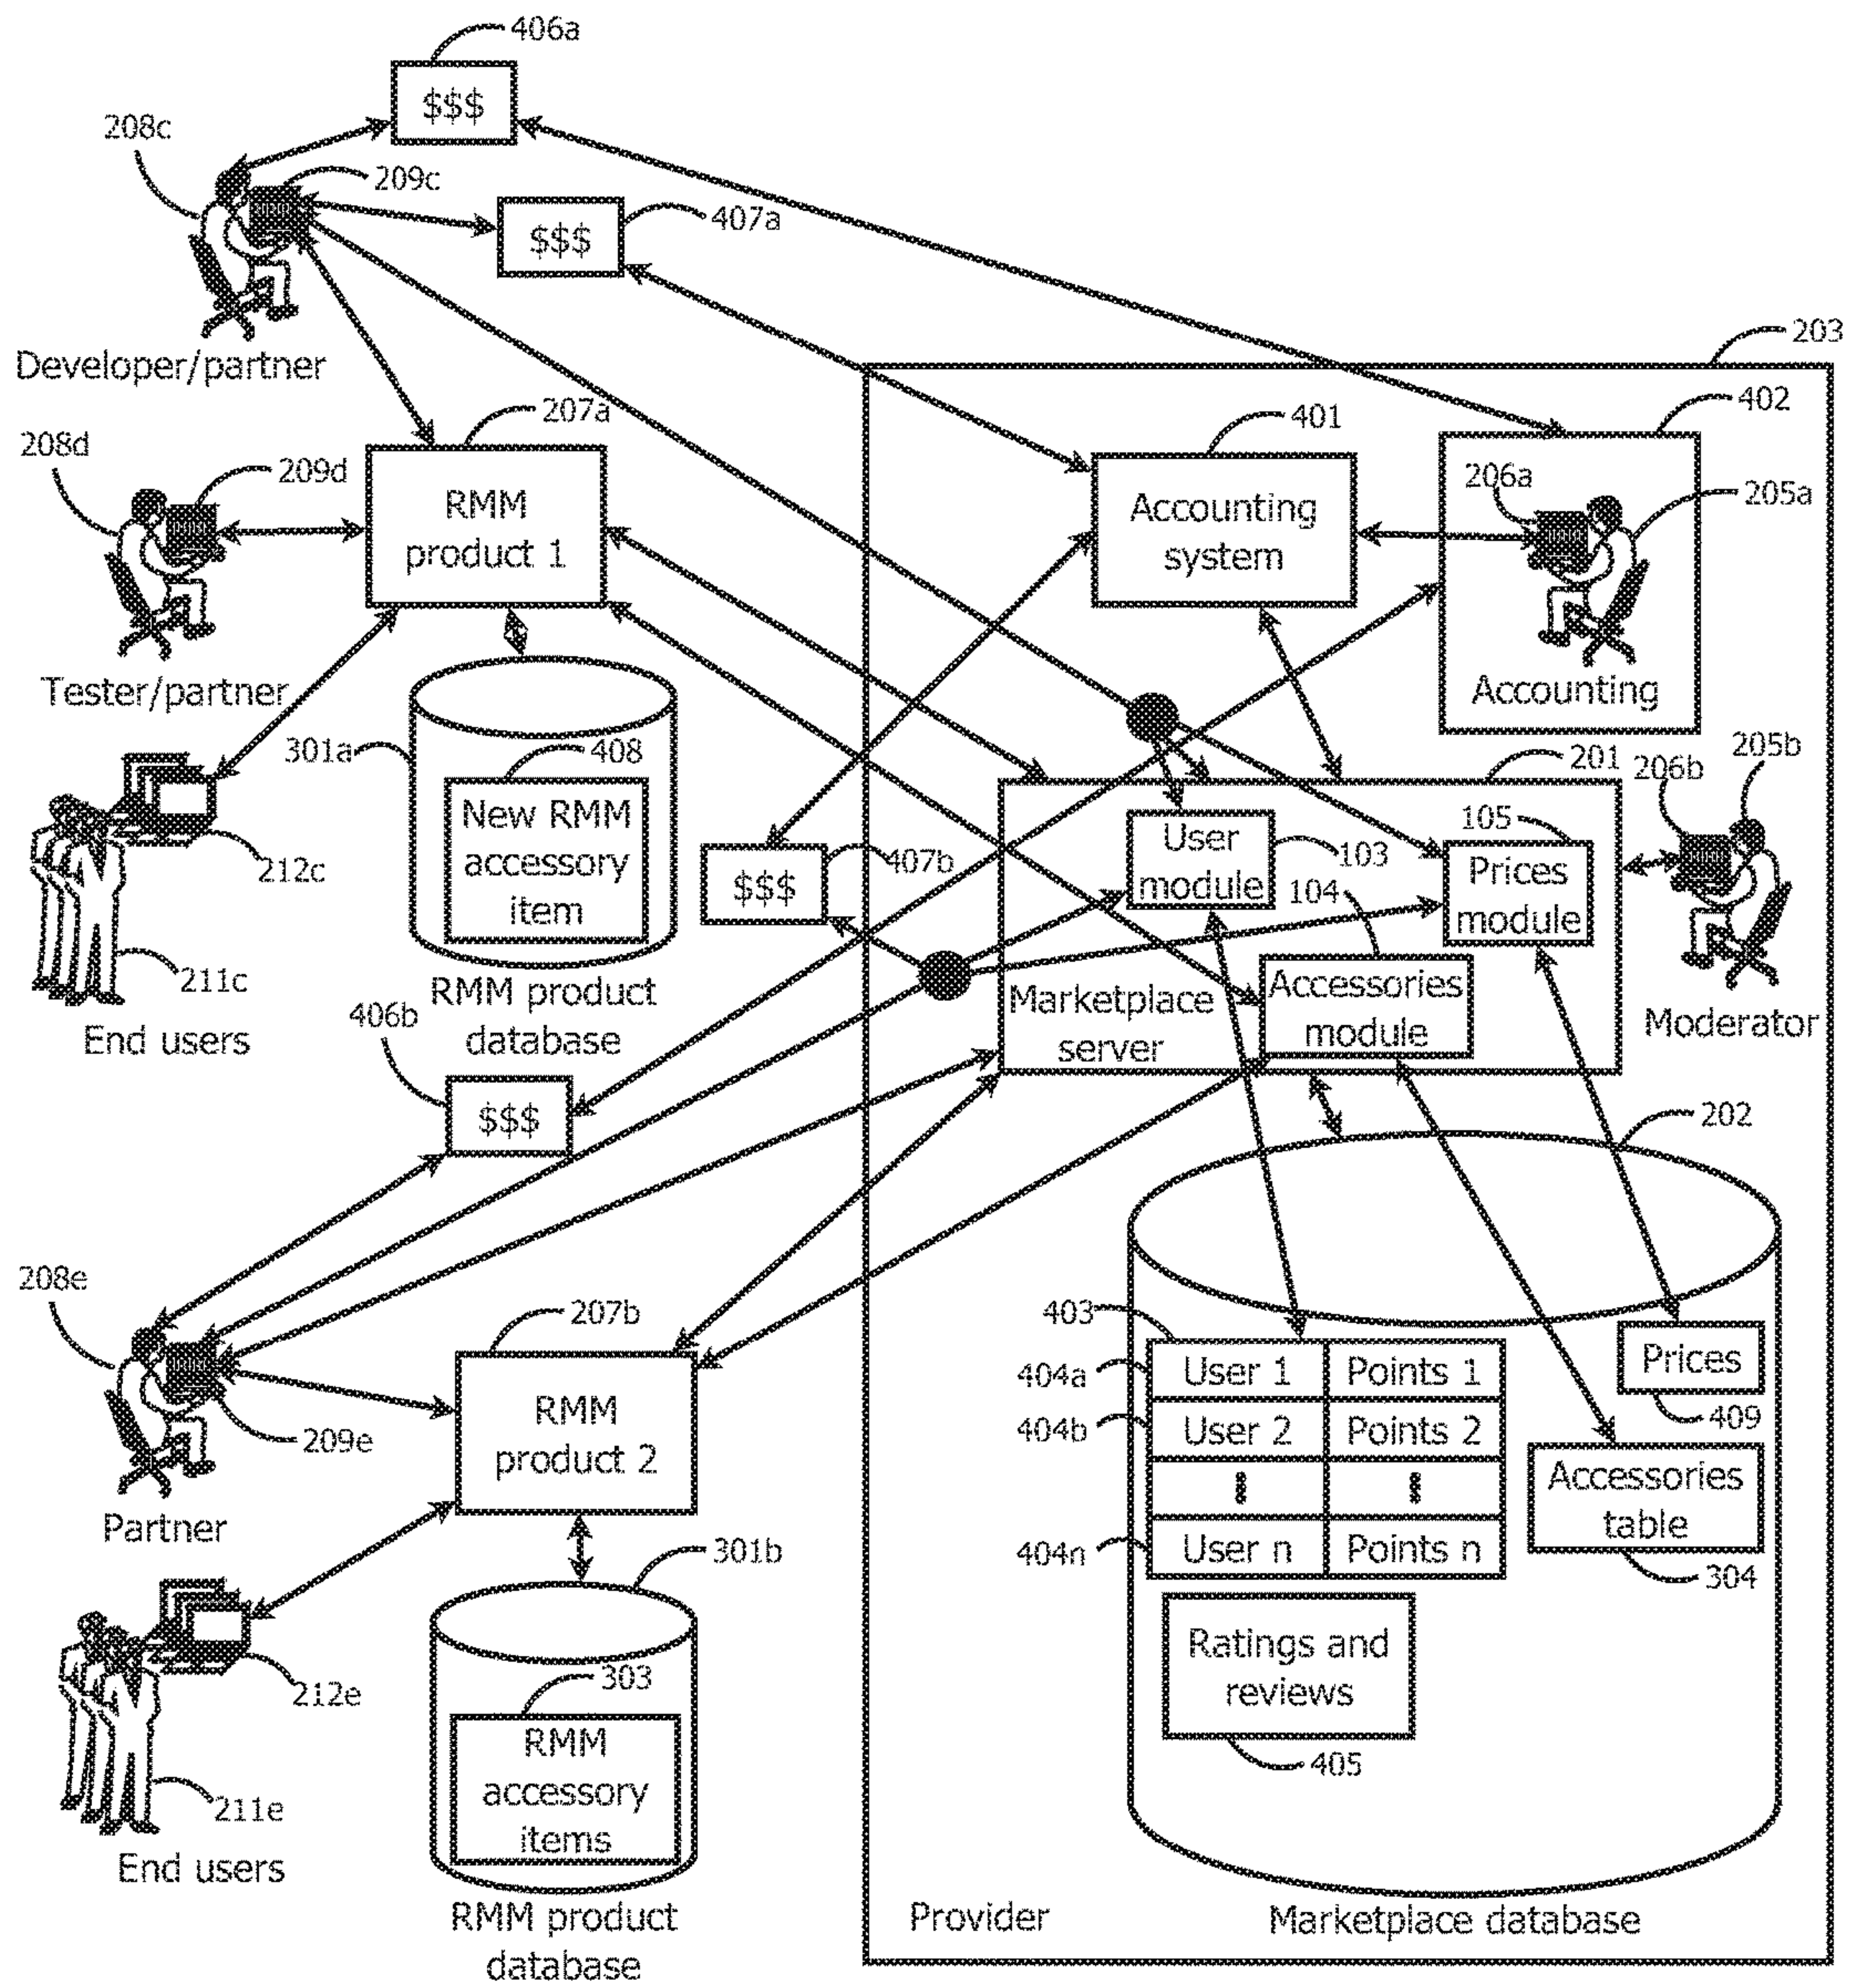 406a
$$$
208c
209c
407a
$$$
Developer/partner
203
207a
401
402
208d
209d
RMM
product 1
Accounting
system
206a
205a
Accounting
Tester/partner
301a
408
New RMM
accessory
item
RMM product
database
212c
211c
End users
201
206b
205b
105
User
module
103
Prices
module
104
Accessories
module
Marketplace
server
Moderator
$$$
407b
406b
$$$
202
208e
209e
Partner
207b
RMM
product 2
301b
303
RMM
accessory
items
RMM product
database
212e
211e
End users
403
404a
User 1
Points 1
404b
User 2
Points 2
404n
User n
Points n
Prices
409
Accessories
table
304
Ratings and
reviews
405
Provider
Marketplace database